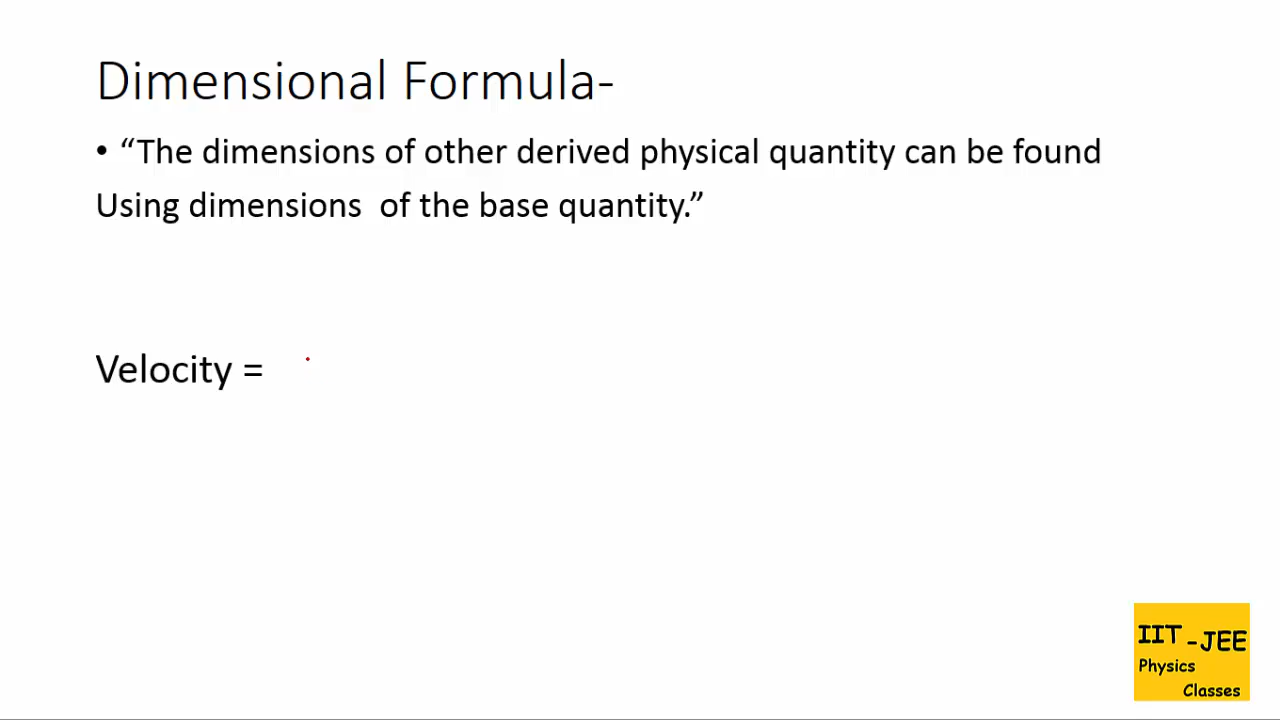 Dimensional Formula-
• “The dimensions of other derived physical quantity can be found
Using dimensions of the base quantity.”
Velocity =
IIT-JEE
Physics
Classes